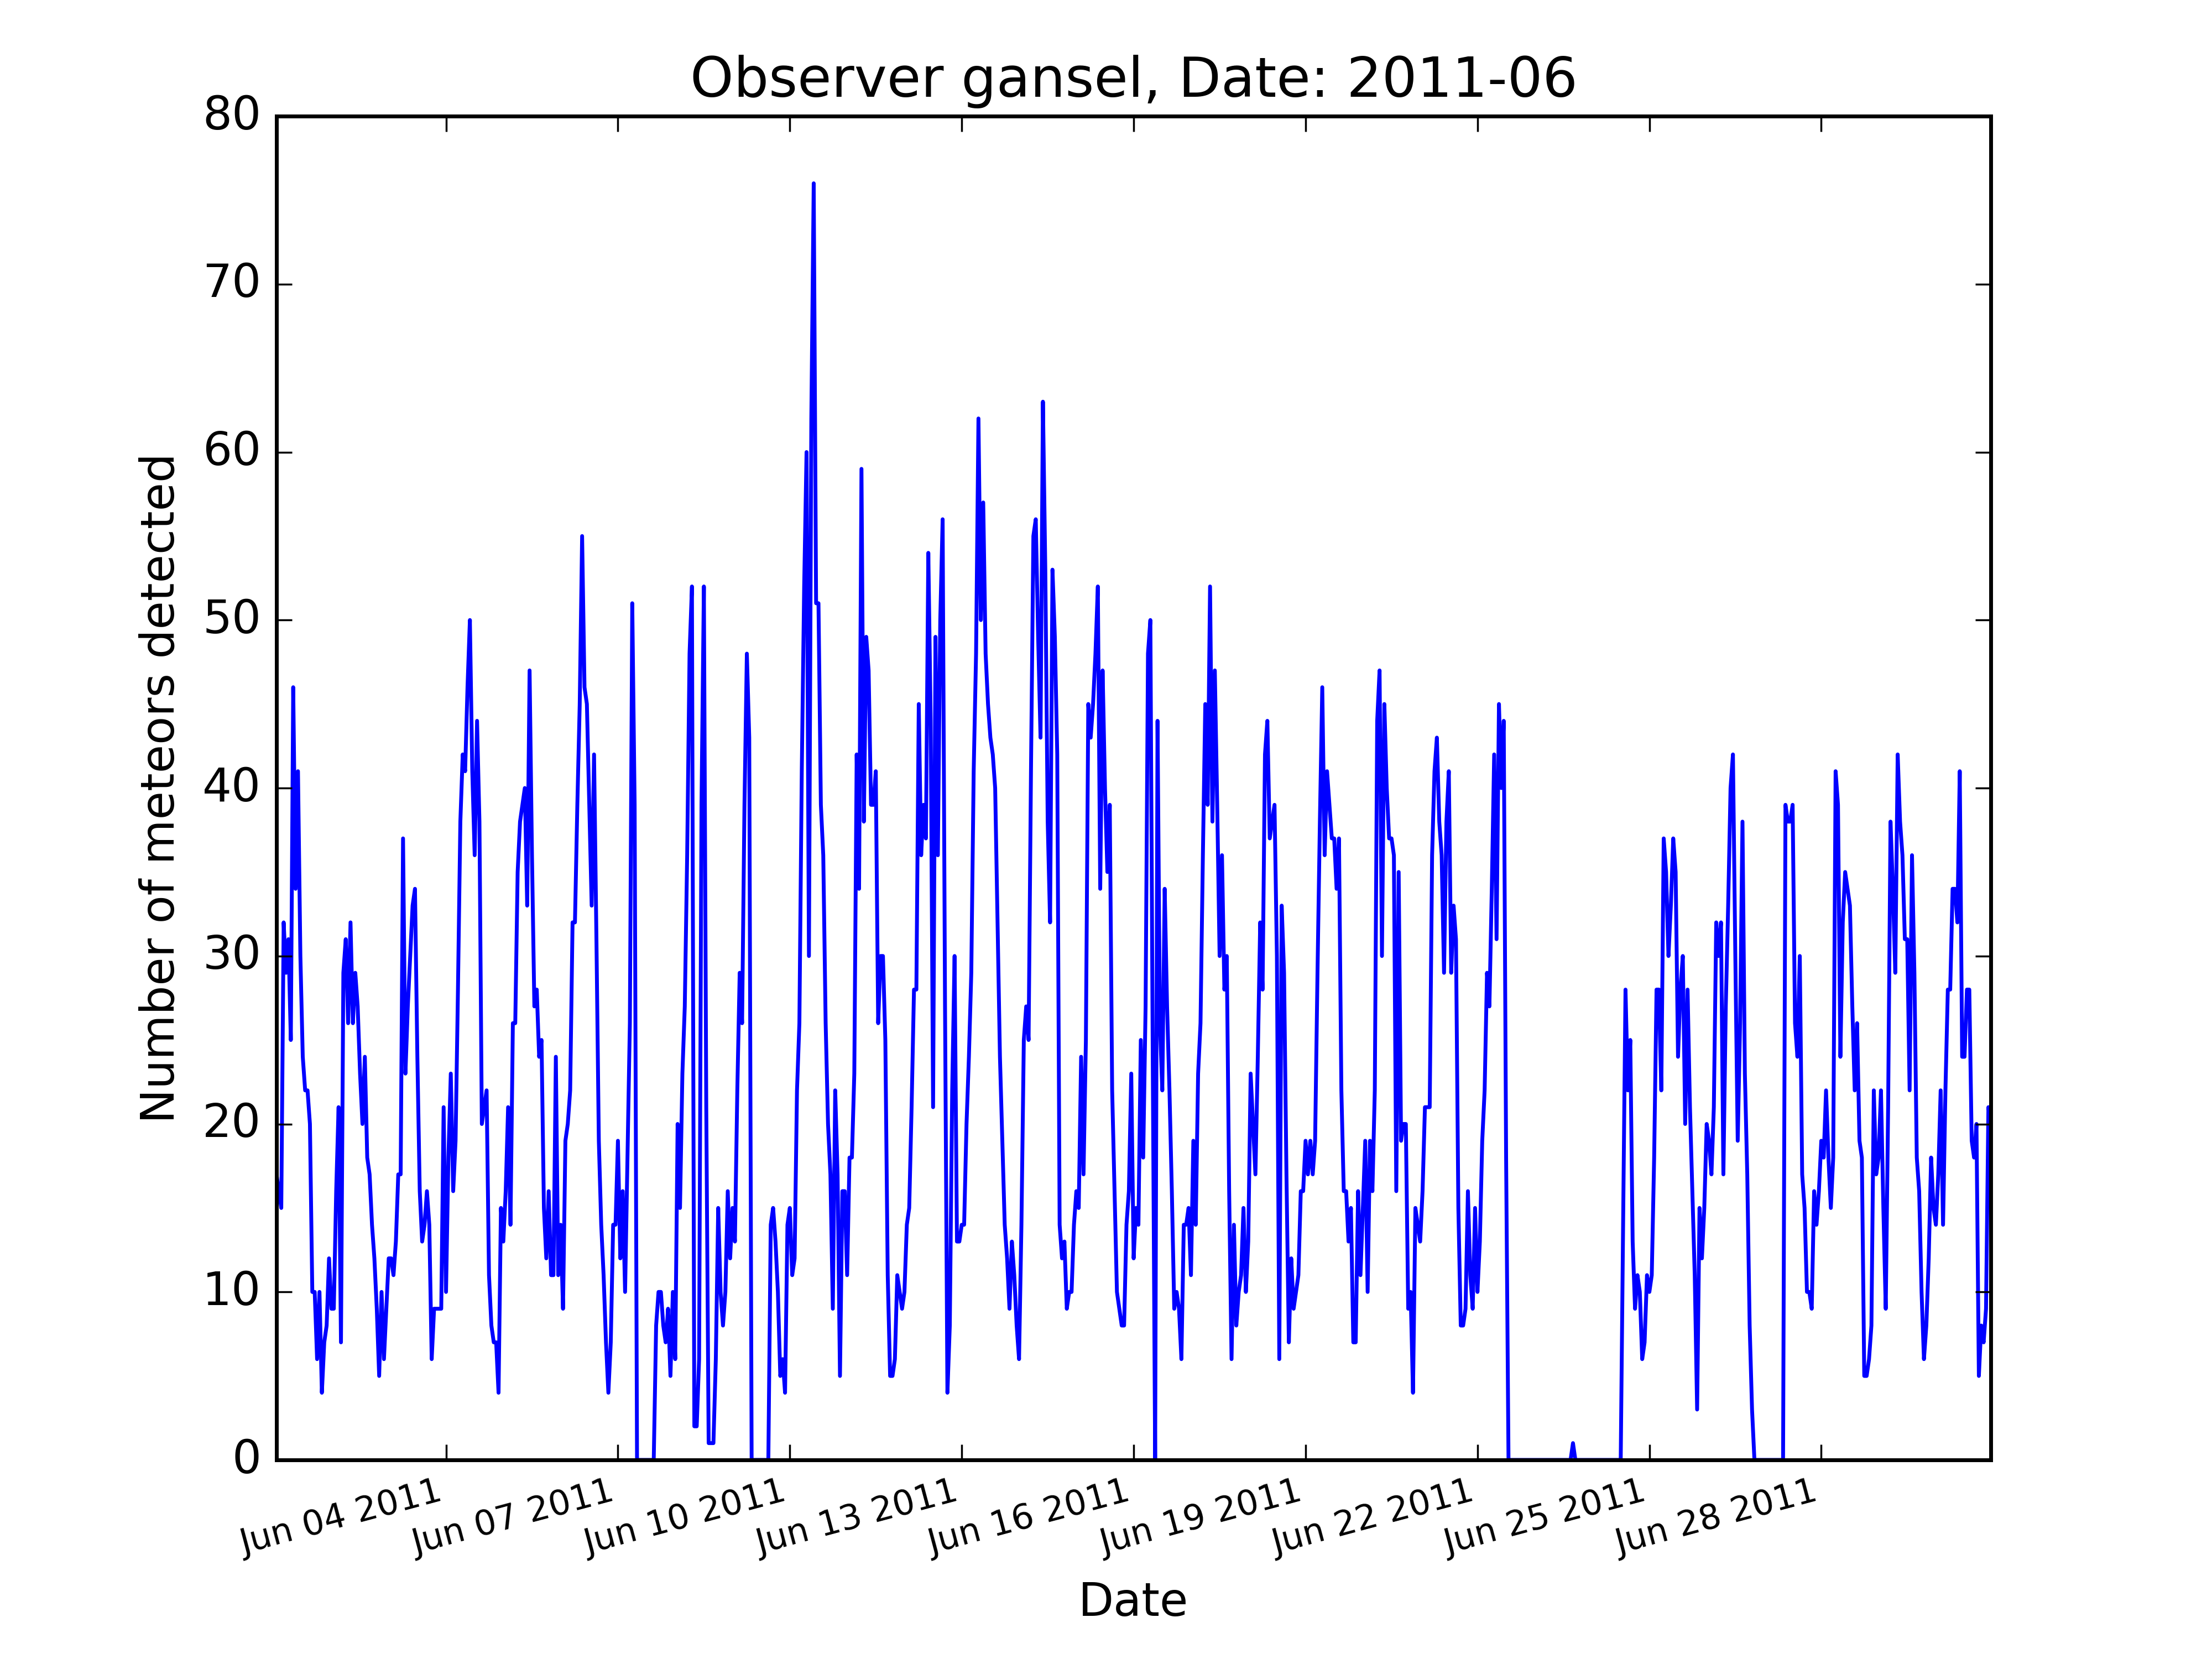 Observer gansel, Date: 2011-06
80
70
60
50
40
30
20
10
0
Number of meteors detected
Jun 04 2011
Jun 07 2011
Jun 10 2011
Jun 13 2011
Jun 16 2011
Jun 19 2011
Jun 22 2011
Jun 25 2011
Jun 28 2011
Date